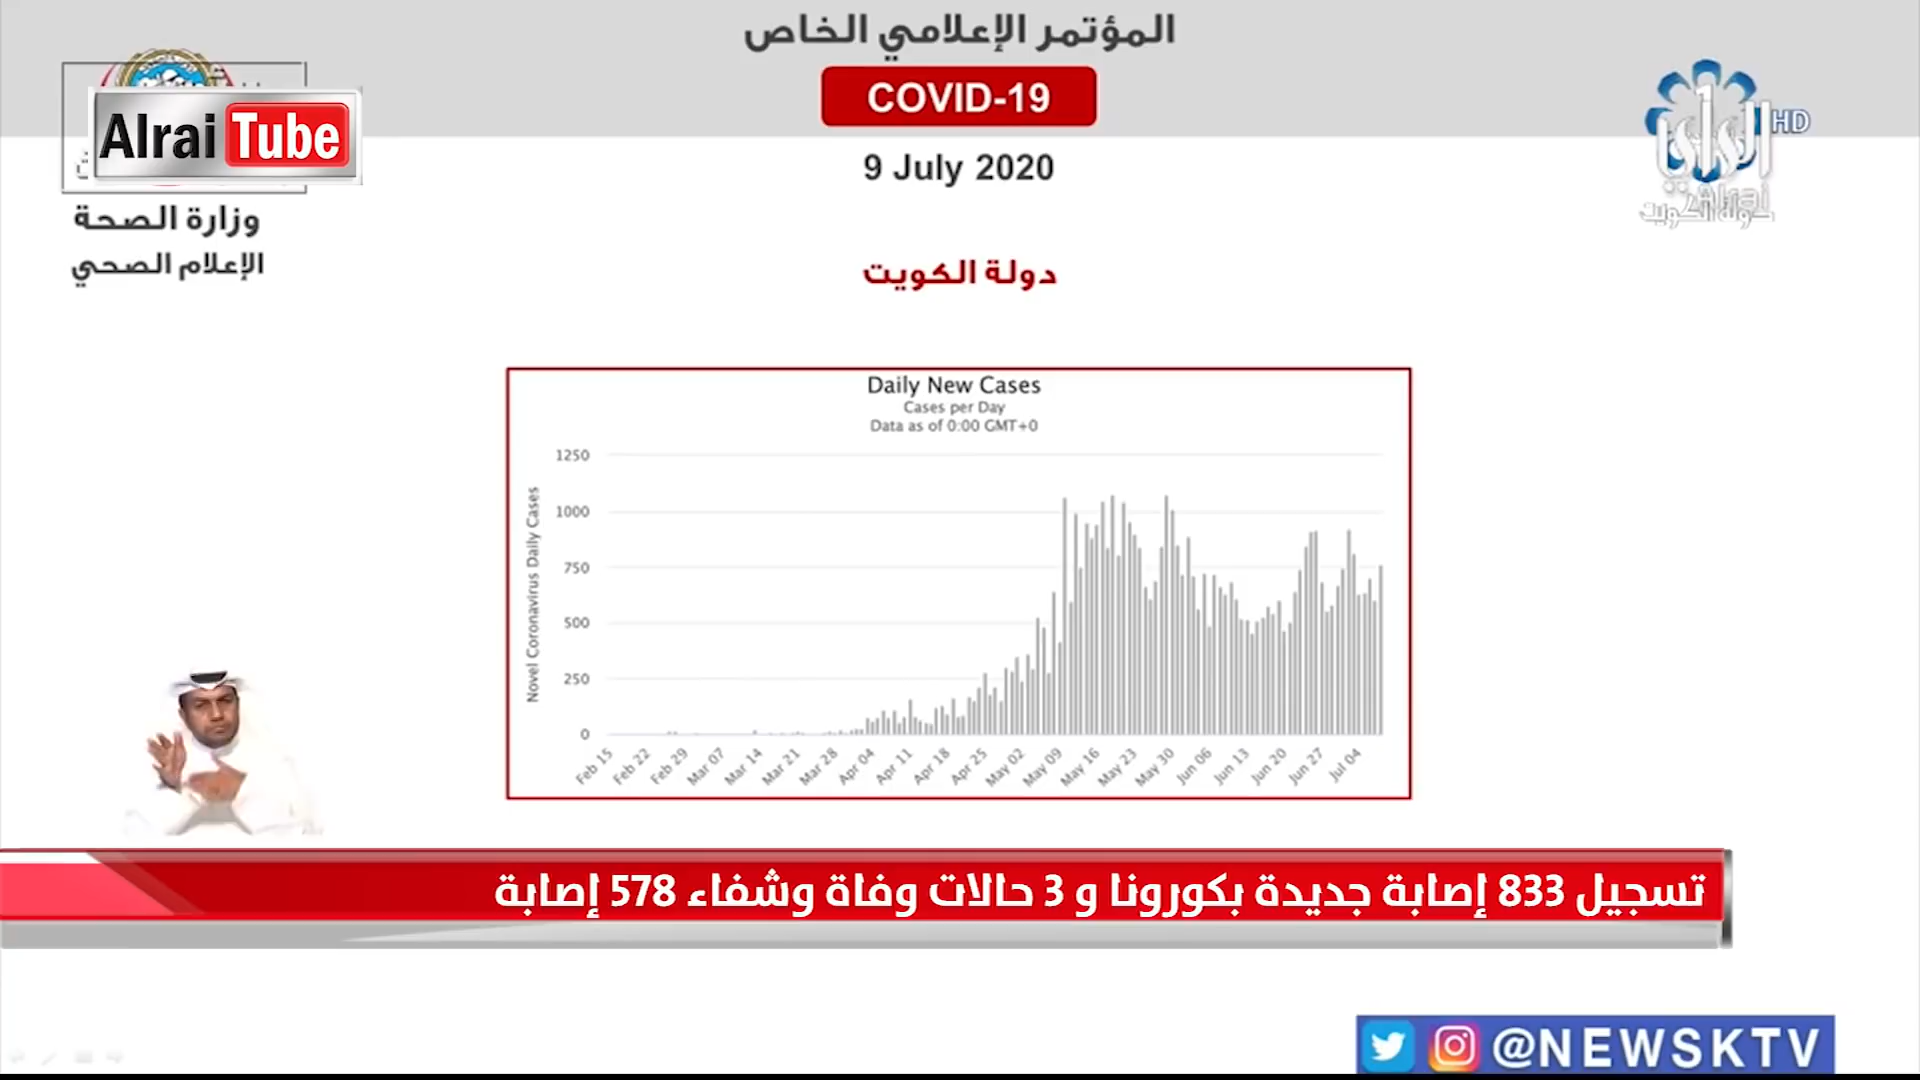 المؤتمر الإعلامي الخاص
COVID-19
9 July 2020
Alrai Tube
وزارة الصحة
الإعلام الصحي
الراي HD
Alrai
دولة الكويت
دولة الكويت
Daily New Cases
Cases per Day
Data as of 0:00 GMT+0
Novel Coronavirus Daily Cases
1250
1000
750
500
250
0
Feb 15
Feb 22
Feb 29
Mar 07
Mar 14
Mar 21
Mar 28
Apr 04
Apr 11
Apr 18
Apr 25
May 02
May 09
May 16
May 23
May 30
Jun 06
Jun 13
Jun 20
Jun 27
Jul 04
تسجيل 833 إصابة جديدة بكورونا و 3 حالات وفاة وشفاء 578 إصابة
@NEWSKTV